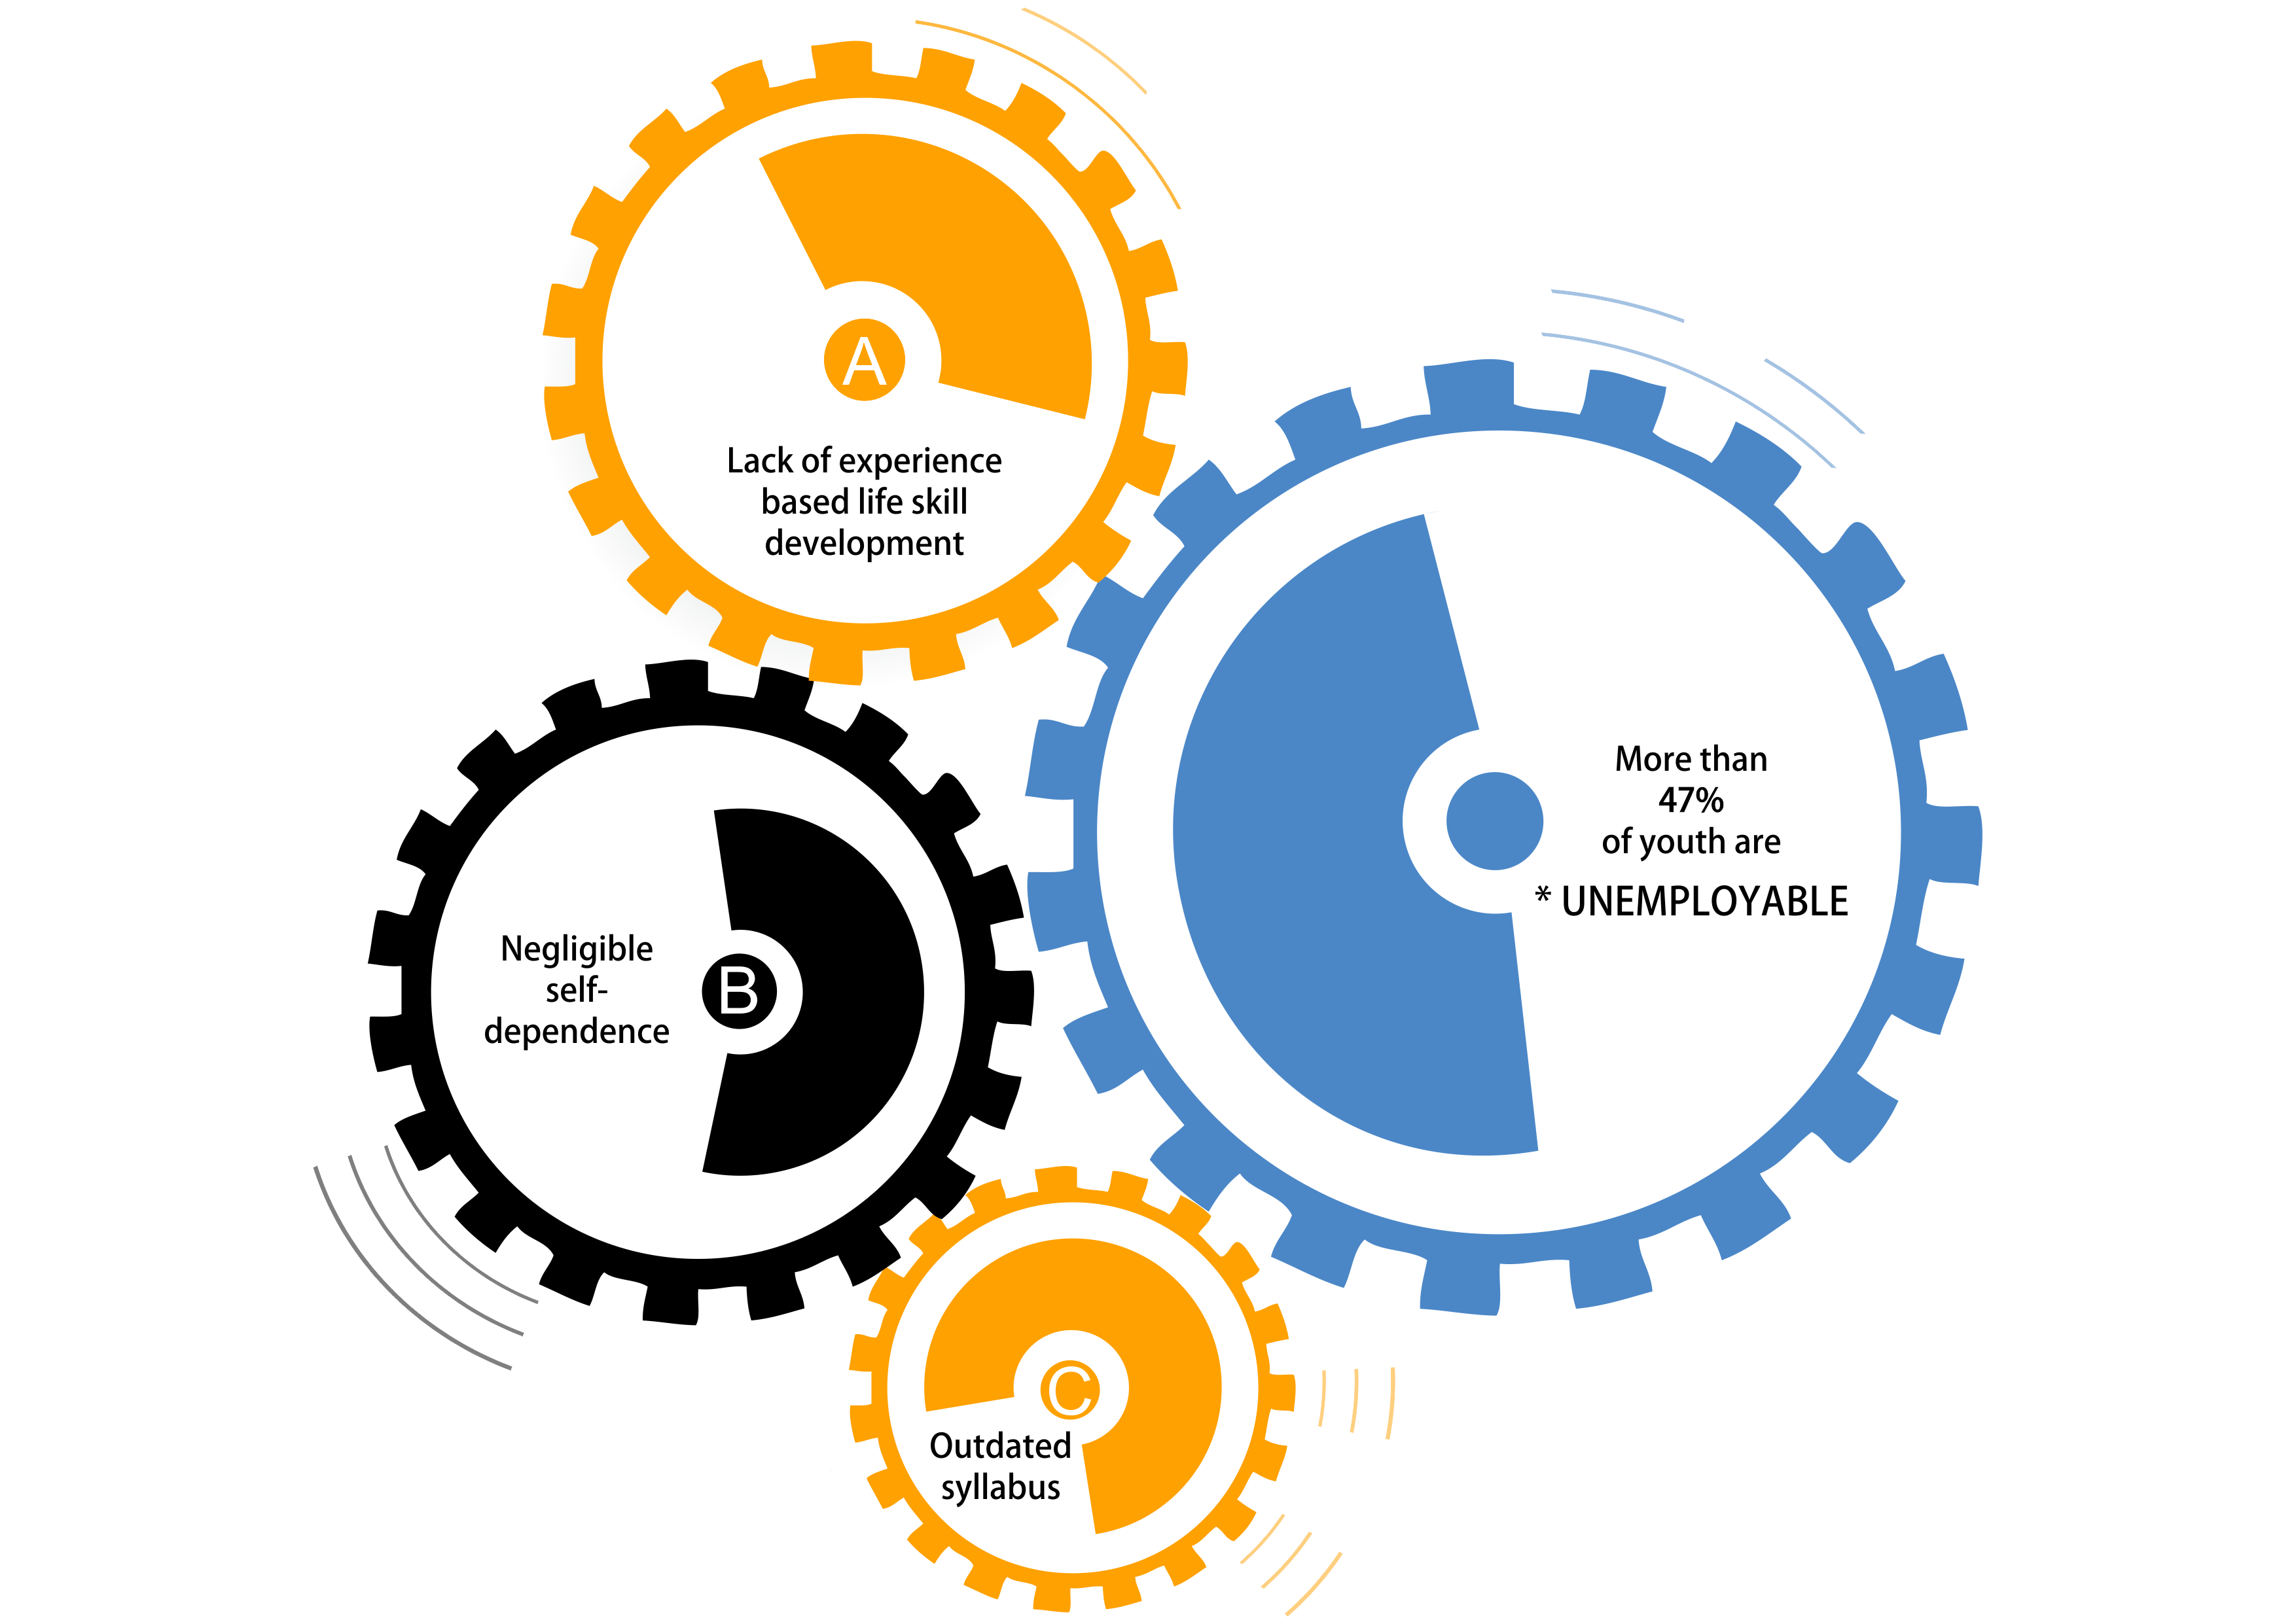 A
Lack of experience
based life skill
development
More than
47%
of youth are
* UNEMPLOYABLE
B
Negligible
self-
dependence
C
Outdated
syllabus